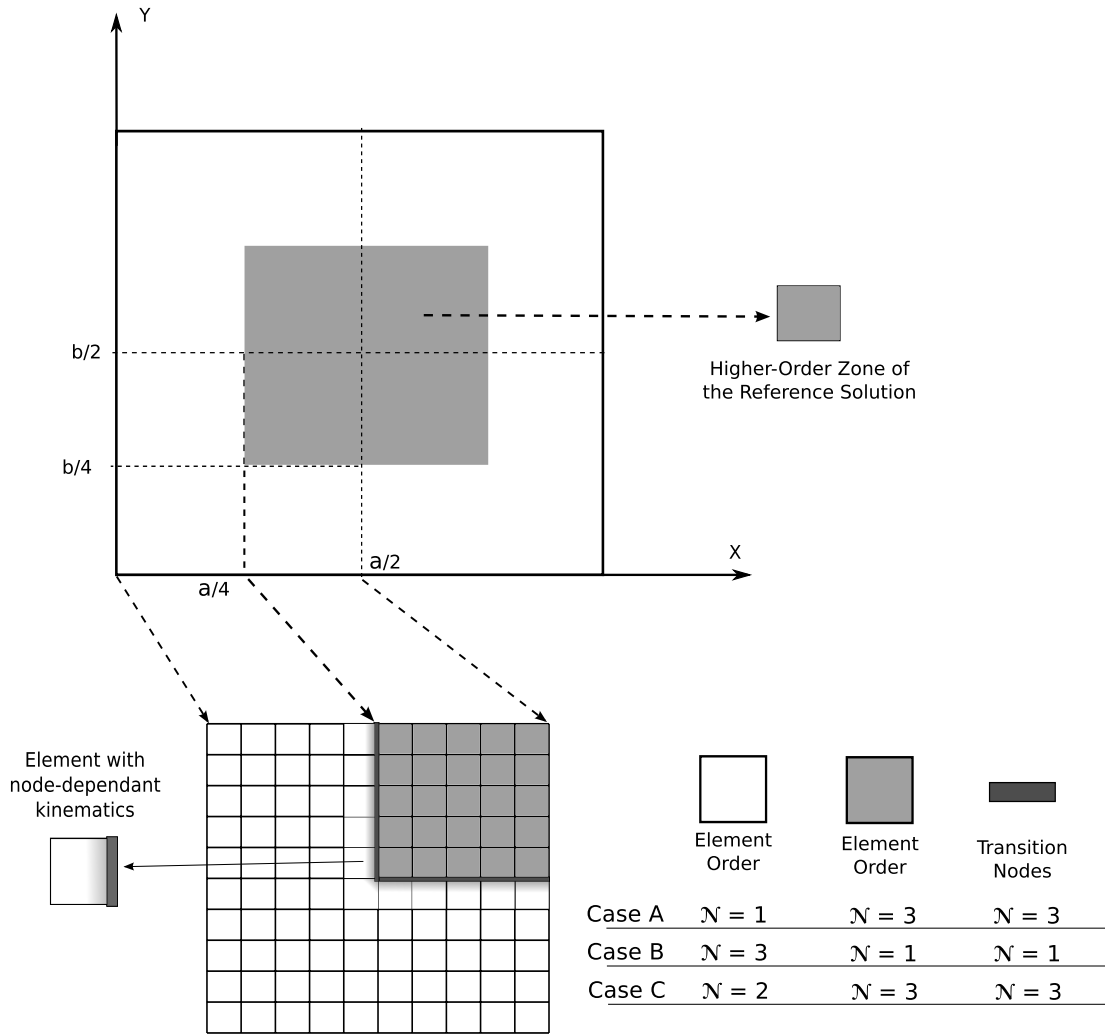 Y
b/2
Higher-Order Zone of
the Reference Solution
b/4
X
a/2
a/4
Element with
node-dependant
kinematics
Element
Order
Element
Order
Transition
Nodes
Case A 𝒩 = 1 𝒩 = 3 𝒩 = 3
Case B 𝒩 = 3 𝒩 = 1 𝒩 = 1
Case C 𝒩 = 2 𝒩 = 3 𝒩 = 3